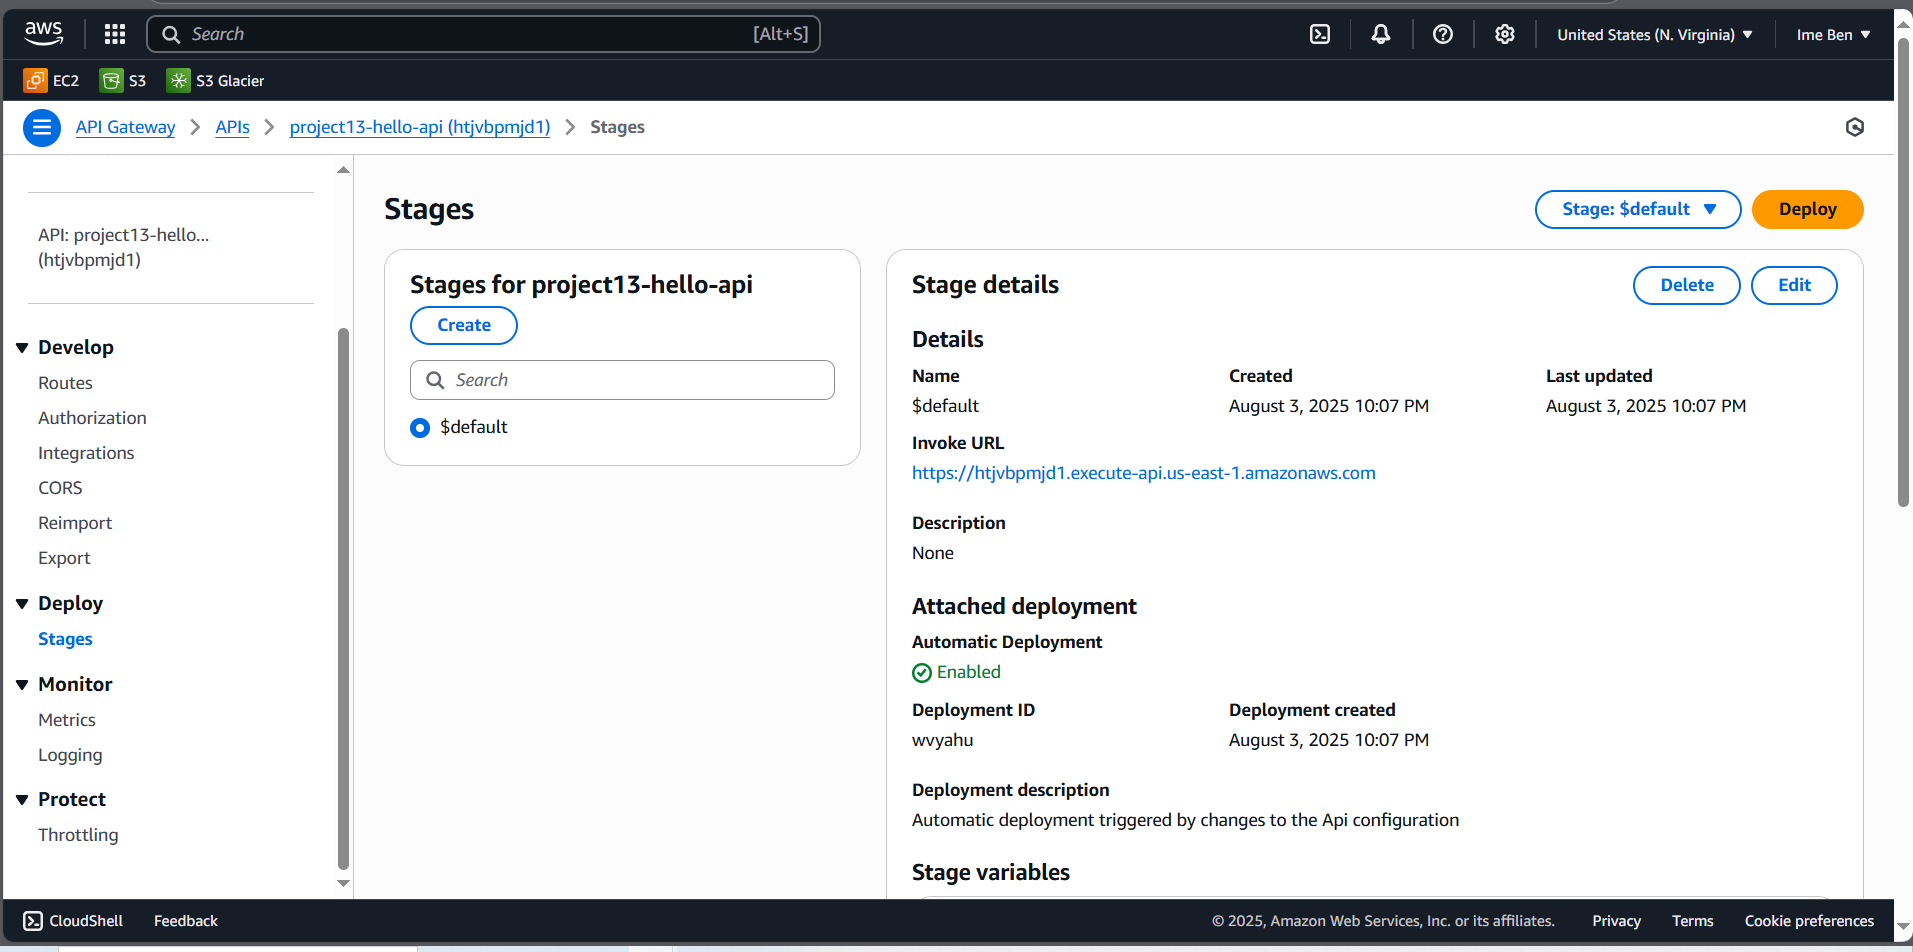 aws
Search
[Alt+S]
United States (N. Virginia)
Ime Ben
EC2
S3
S3 Glacier
API Gateway
APIs
project13-hello-api (htjvbpmjd1)
Stages
API: project13-hello...
(htjvbpmjd1)
Develop
Routes
Authorization
Integrations
CORS
Reimport
Export
Deploy
Stages
Monitor
Metrics
Logging
Protect
Throttling
Stages
Stage: $default
Deploy
Stages for project13-hello-api
Create
Search
$default
Stage details
Delete
Edit
Details
Name
$default
Created
August 3, 2025 10:07 PM
Last updated
August 3, 2025 10:07 PM
Invoke URL
https://htjvbpmjd1.execute-api.us-east-1.amazonaws.com
Description
None
Attached deployment
Automatic Deployment
Enabled
Deployment ID
wvyahu
Deployment created
August 3, 2025 10:07 PM
Deployment description
Automatic deployment triggered by changes to the Api configuration
Stage variables
CloudShell
Feedback
© 2025, Amazon Web Services, Inc. or its affiliates.
Privacy
Terms
Cookie preferences